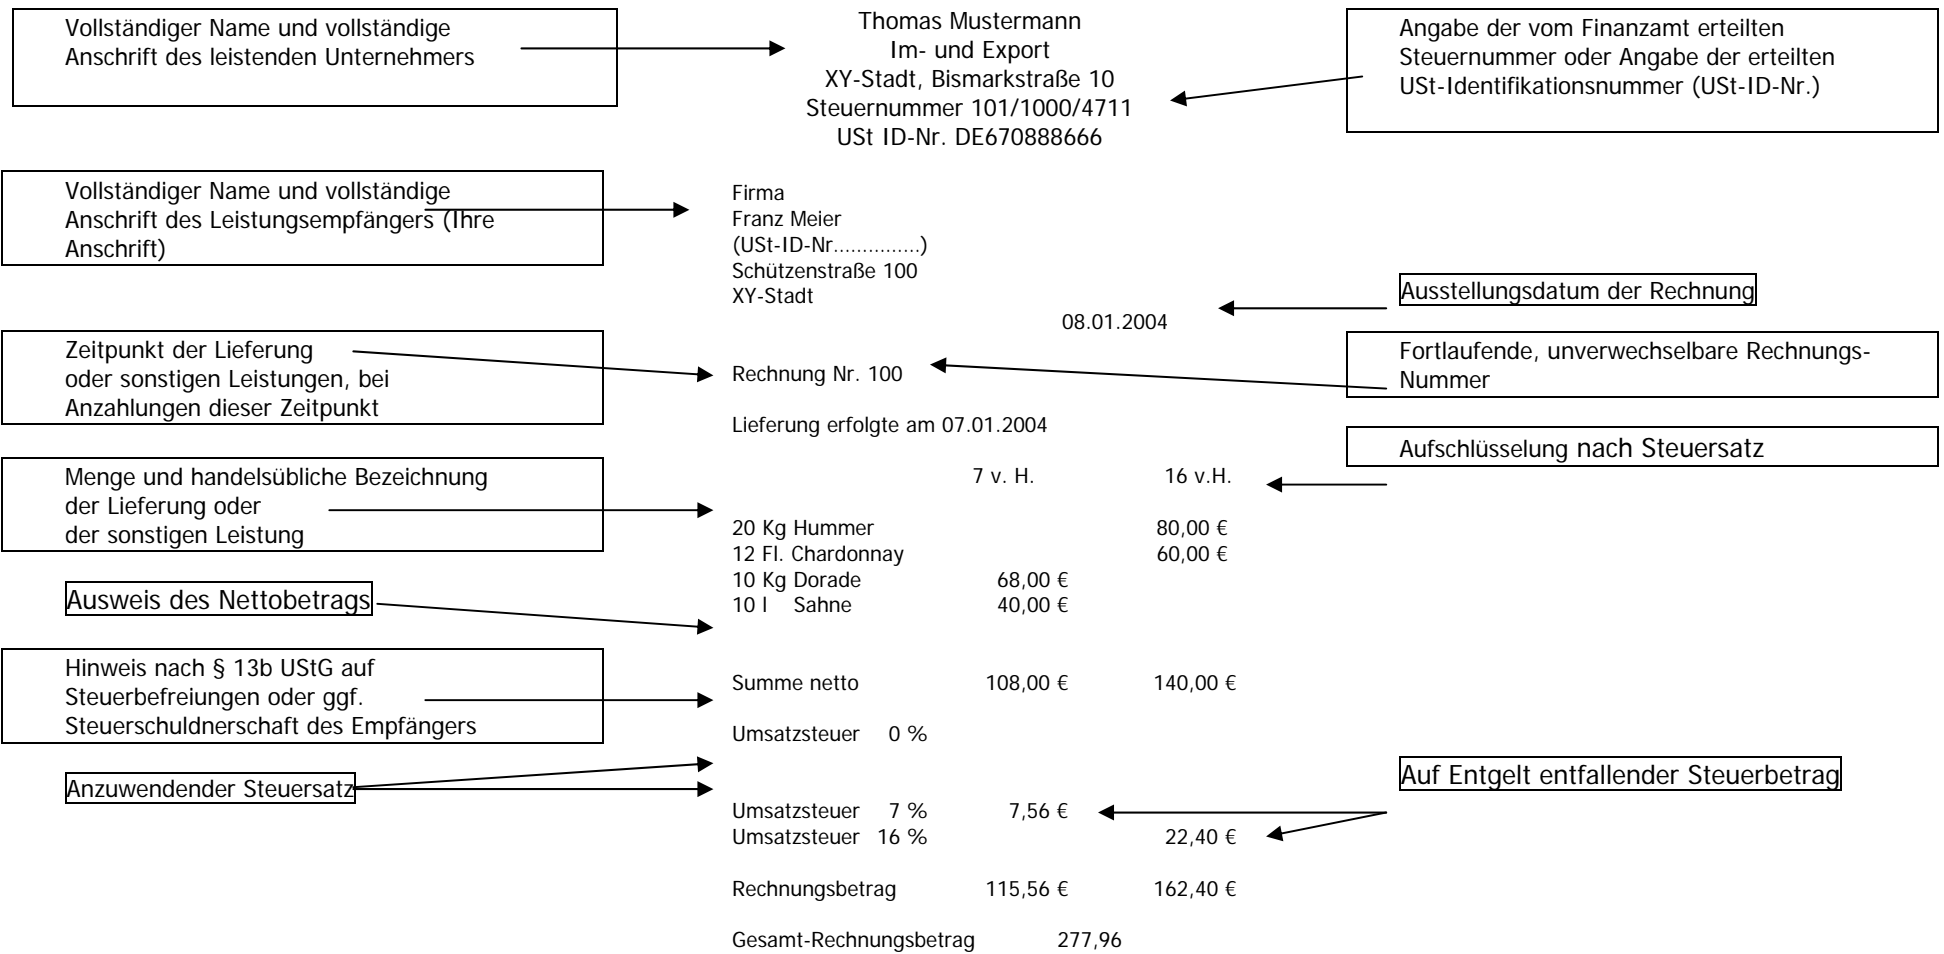 Vollständiger Name und vollständige
Anschrift des leistenden Unternehmers
Thomas Mustermann
Im- und Export
XY-Stadt, Bismarkstraße 10
Steuernummer 101/1000/4711
USt ID-Nr. DE670888666
Angabe der vom Finanzamt erteilten
Steuernummer oder Angabe der erteilten
USt-Identifikationsnummer (USt-ID-Nr.)
Vollständiger Name und vollständige
Anschrift des Leistungsempfängers (Ihre
Anschrift)
Firma
Franz Meier
(USt-ID-Nr...............)
Schützenstraße 100
XY-Stadt
Ausstellungsdatum der Rechnung
08.01.2004
Zeitpunkt der Lieferung
oder sonstigen Leistungen, bei
Anzahlungen dieser Zeitpunkt
Rechnung Nr. 100
Fortlaufende, unverwechselbare Rechnungs-
Nummer
Lieferung erfolgte am 07.01.2004
Aufschlüsselung nach Steuersatz
Menge und handelsübliche Bezeichnung
der Lieferung oder
der sonstigen Leistung
7 v. H. 16 v.H.
20 Kg Hummer 80,00 €
12 Fl. Chardonnay 60,00 €
10 Kg Dorade 68,00 €
10 l Sahne 40,00 €
Ausweis des Nettobetrags
Hinweis nach § 13b UStG auf
Steuerbefreiungen oder ggf.
Steuerschuldnerschaft des Empfängers
Summe netto 108,00 € 140,00 €
Umsatzsteuer 0 %
Anzuwendender Steuersatz
Auf Entgelt entfallender Steuerbetrag
Umsatzsteuer 7 % 7,56 €
Umsatzsteuer 16 % 22,40 €
Rechnungsbetrag 115,56 € 162,40 €
Gesamt-Rechnungsbetrag 277,96